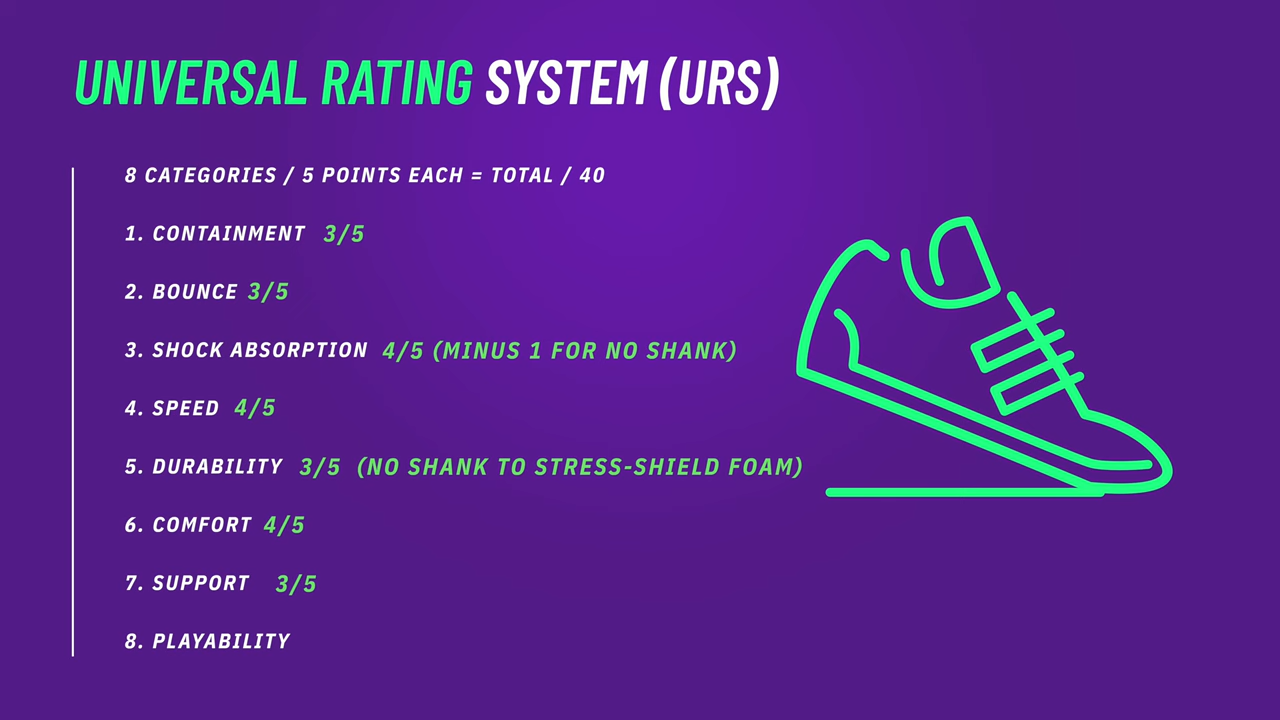 UNIVERSAL RATING SYSTEM (URS)
8 CATEGORIES / 5 POINTS EACH = TOTAL / 40
1. CONTAINMENT 3/5
2. BOUNCE 3/5
3. SHOCK ABSORPTION 4/5 (MINUS 1 FOR NO SHANK)
4. SPEED 4/5
5. DURABILITY 3/5 (NO SHANK TO STRESS-SHIELD FOAM)
6. COMFORT 4/5
7. SUPPORT 3/5
8. PLAYABILITY